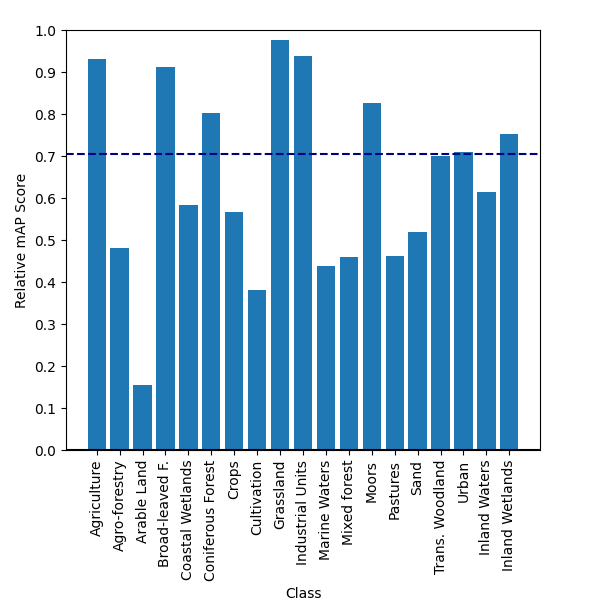 1.0
0.9
0.8
0.7
0.6
0.5
0.4
0.3
0.2
0.1
0.0
Relative mAP Score
Agriculture
Agro-forestry
Arable Land
Broad-leaved F.
Coastal Wetlands
Coniferous Forest
Crops
Cultivation
Grassland
Industrial Units
Marine Waters
Mixed forest
Moors
Pastures
Sand
Trans. Woodland
Urban
Inland Waters
Inland Wetlands
Class